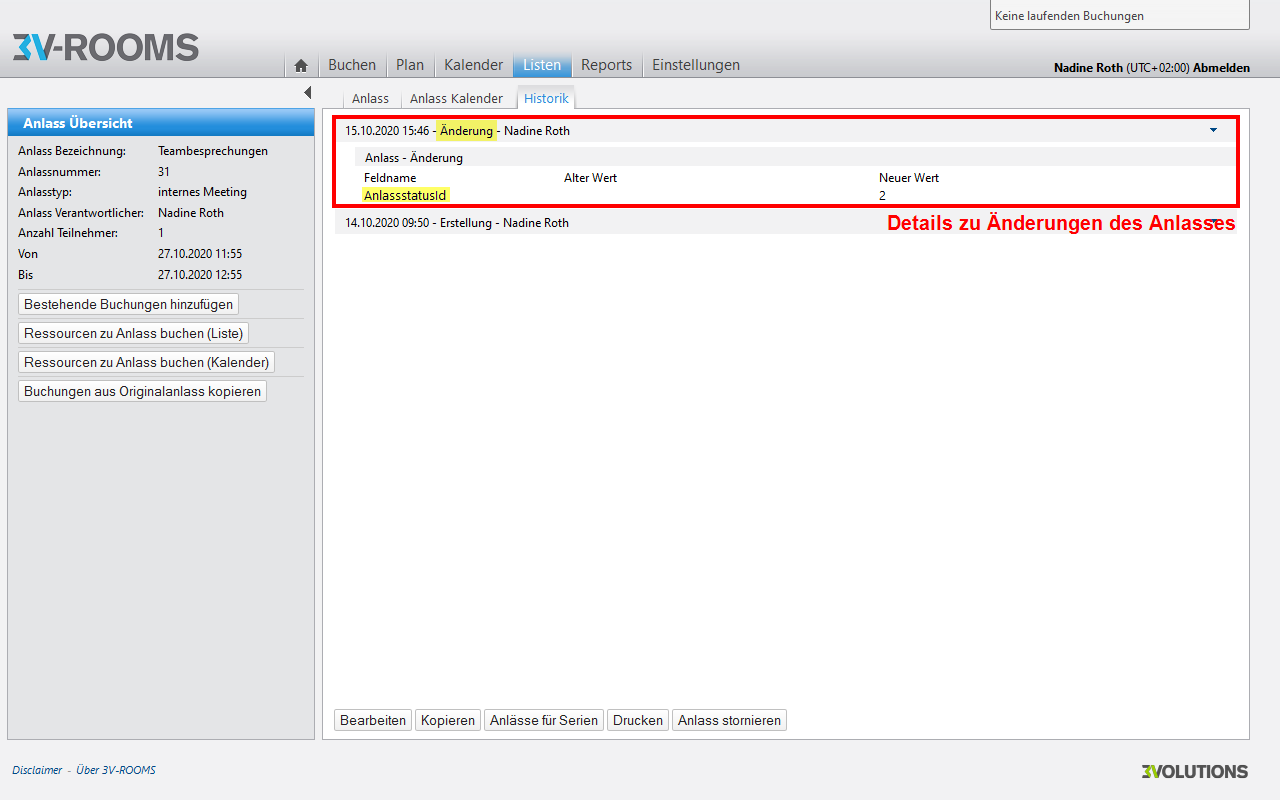 Keine laufenden Buchungen
3V-ROOMS
Buchen Plan Kalender Listen Reports Einstellungen
Nadine Roth (UTC+02:00) Abmelden
Anlass Anlass Kalender Historik
Anlass Übersicht
Anlass Bezeichnung: Teambesprechungen
Anlassnummer: 31
Anlasstyp: internes Meeting
Anlass Verantwortlicher: Nadine Roth
Anzahl Teilnehmer: 1
Von 27.10.2020 11:55
Bis 27.10.2020 12:55
Bestehende Buchungen hinzufügen
Ressourcen zu Anlass buchen (Liste)
Ressourcen zu Anlass buchen (Kalender)
Buchungen aus Originalanlass kopieren
15.10.2020 15:46 - Änderung - Nadine Roth
Anlass - Änderung
Feldname Alter Wert Neuer Wert
AnlassstatusId 2
14.10.2020 09:50 - Erstellung - Nadine Roth
Details zu Änderungen des Anlasses
Bearbeiten Kopieren Anlässe für Serien Drucken Anlass stornieren
Disclaimer - Über 3V-ROOMS
3VOLUTIONS